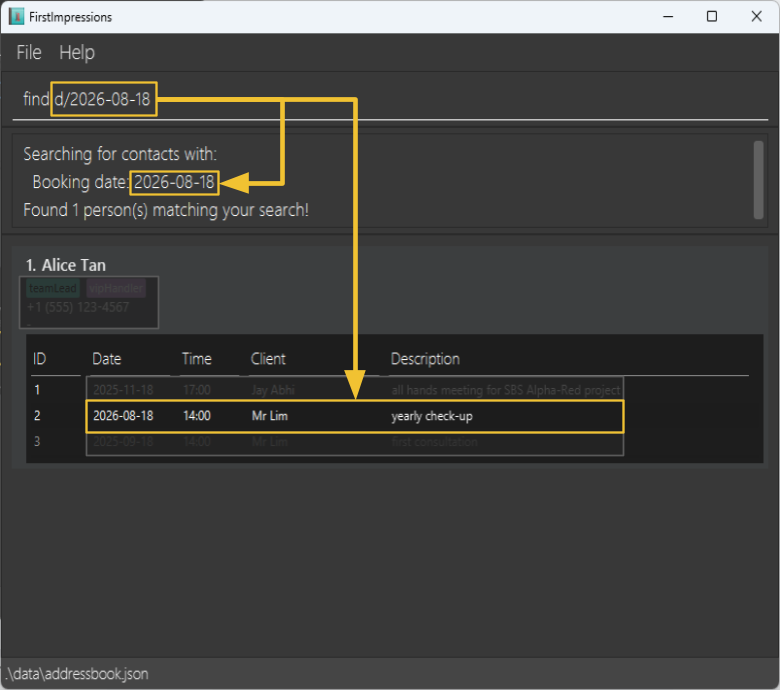 FirstImpressions
File Help
find d/2026-08-18
Searching for contacts with:
Booking date: 2026-08-18
Found 1 person(s) matching your search!
1. Alice Tan
teamLead vipHandler
+1 (555) 123-4567
-
ID Date Time Client Description
1 2025-11-18 17:00 Jay Abhi all hands meeting for SBS Alpha-Red project
2 2026-08-18 14:00 Mr Lim yearly check-up
3 2025-09-18 14:00 Mr Lim first consultation
.\data\addressbook.json